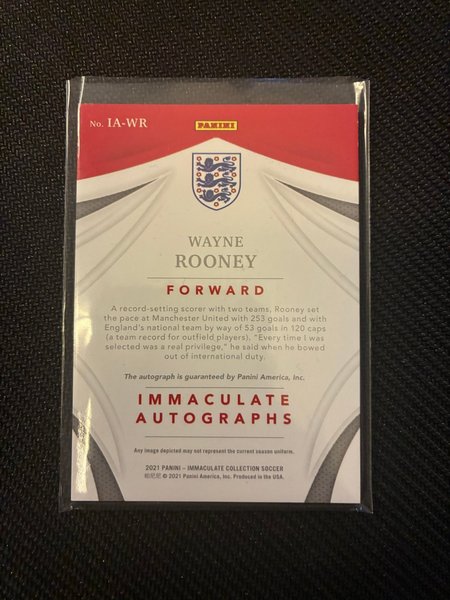 No. IA-WR
PANINI
WAYNE
ROONEY
FORWARD
A record-setting scorer with two teams, Rooney set
the pace at Manchester United with 253 goals and with
England's national team by way of 53 goals in 120 caps
(a team record for outfield players). "Every time I was
selected was a real privilege," he said when he bowed
out of international duty.
The autograph is guaranteed by Panini America, Inc.
IMMACULATE
AUTOGRAPHS
Any image depicted may not represent the current season uniform.
2021 PANINI – IMMACULATE COLLECTION SOCCER
帕尼尼 © 2021 Panini America, Inc. Produced in the USA.